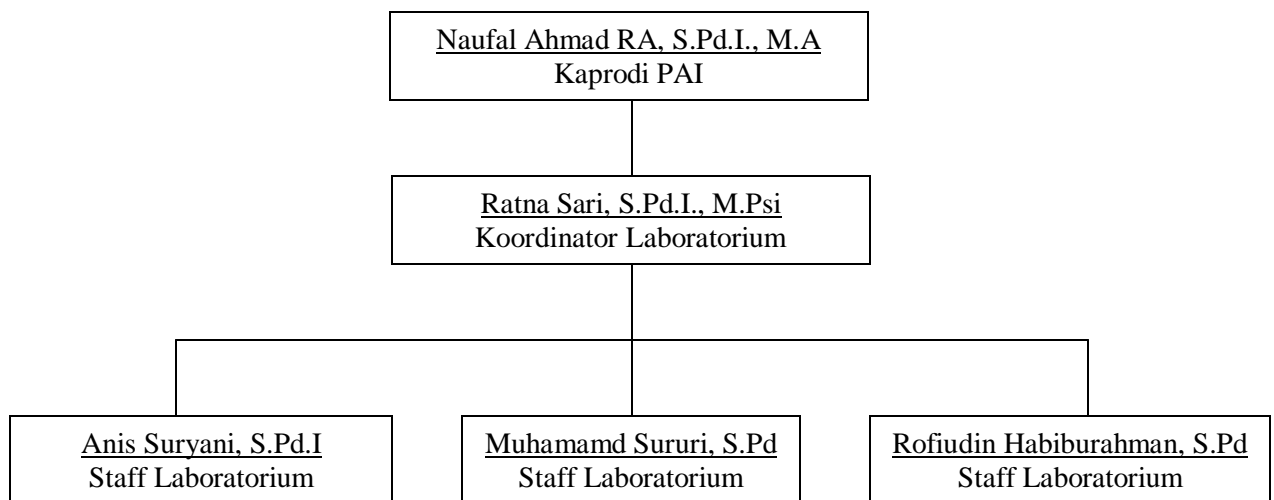 Naufal Ahmad RA, S.Pd.I., M.A
Kaprodi PAI
Ratna Sari, S.Pd.I., M.Psi
Koordinator Laboratorium
Anis Suryani, S.Pd.I
Staff Laboratorium
Muhamamd Sururi, S.Pd
Staff Laboratorium
Rofiudin Habiburahman, S.Pd
Staff Laboratorium